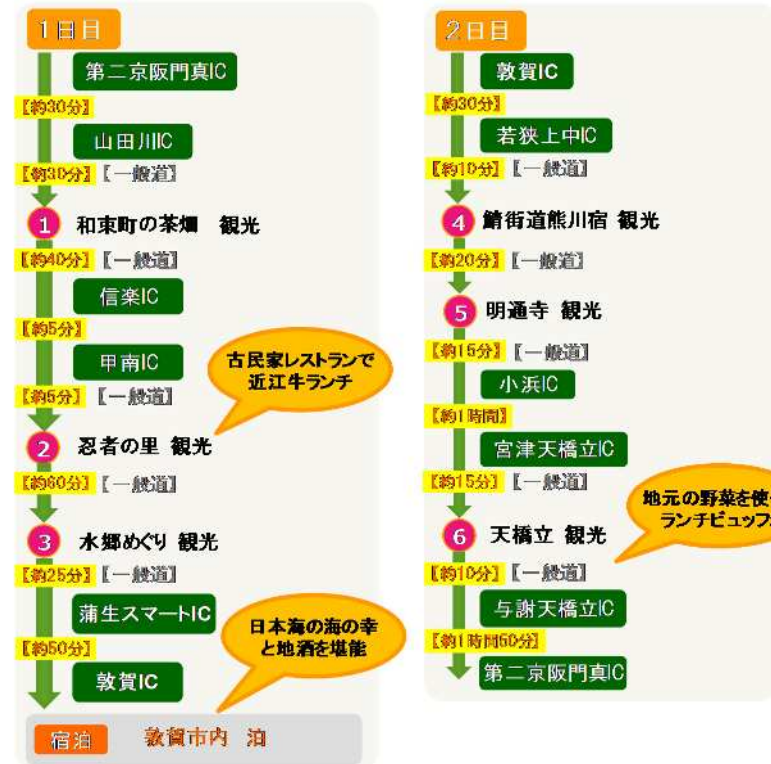 1日目
第二京阪門真IC
【約30分】
山田川IC
【約30分】【一般道】
1 和束町の茶畑 観光
【約40分】【一般道】
信楽IC
【約5分】
甲南IC
【約5分】【一般道】
古民家レストランで
近江牛ランチ
2 忍者の里 観光
【約60分】【一般道】
3 水郷めぐり 観光
【約25分】【一般道】
蒲生スマートIC
【約50分】
敦賀IC
日本海の海の幸
と地酒を堪能
宿泊 敦賀市内 泊
2日目
敦賀IC
【約30分】
若狭上中IC
【約10分】【一般道】
4 鯖街道熊川宿 観光
【約20分】【一般道】
5 明通寺 観光
【約15分】【一般道】
小浜IC
【約1時間】
宮津天橋立IC
【約15分】【一般道】
地元の野菜を使
ランチビュッフ
6 天橋立 観光
【約10分】【一般道】
与謝天橋立IC
【約1時間50分】
第二京阪門真IC